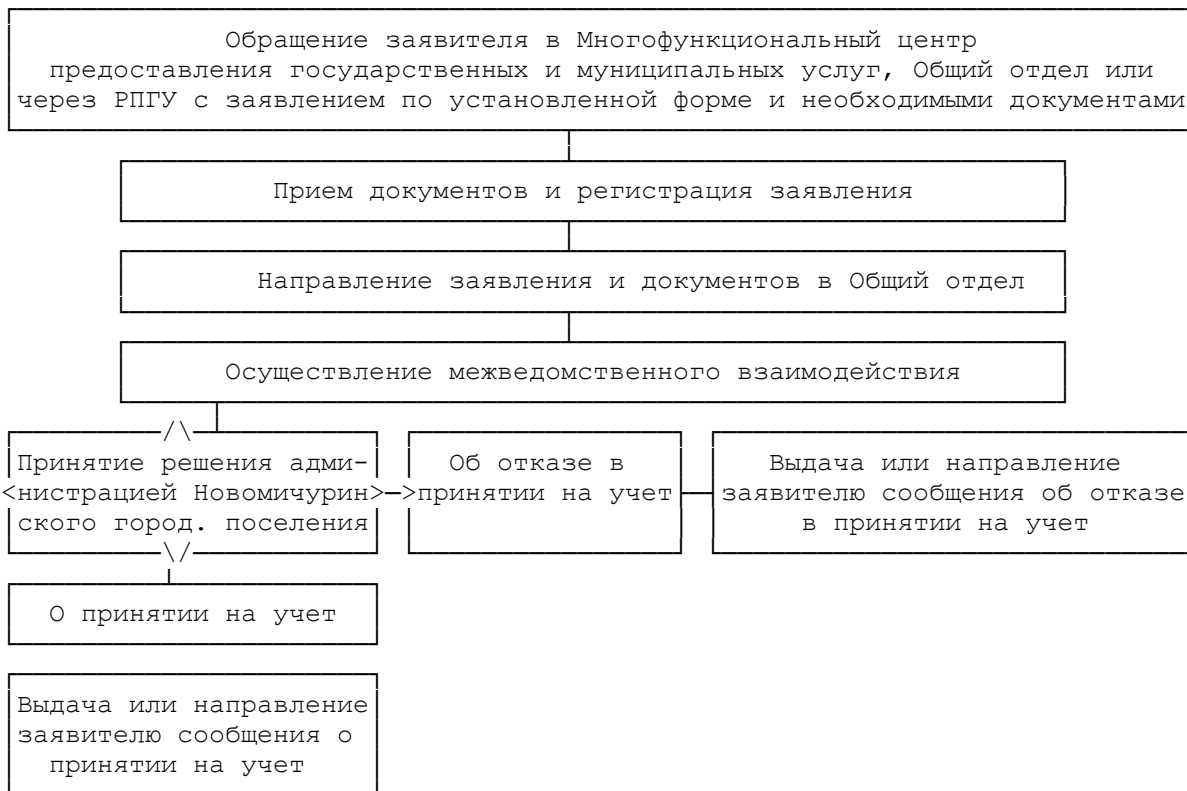 Обращение заявителя в Многофункциональный центр
предоставления государственных и муниципальных услуг, Общий отдел или
через РПГУ с заявлением по установленной форме и необходимыми документами
Прием документов и регистрация заявления
Направление заявления и документов в Общий отдел
Осуществление межведомственного взаимодействия
Принятие решения адми-
нистрацией Новомичурин
ского город. поселения
Об отказе в
принятии на учет
Выдача или направление
заявителю сообщения об отказе
в принятии на учет
О принятии на учет
Выдача или направление
заявителю сообщения о
принятии на учет